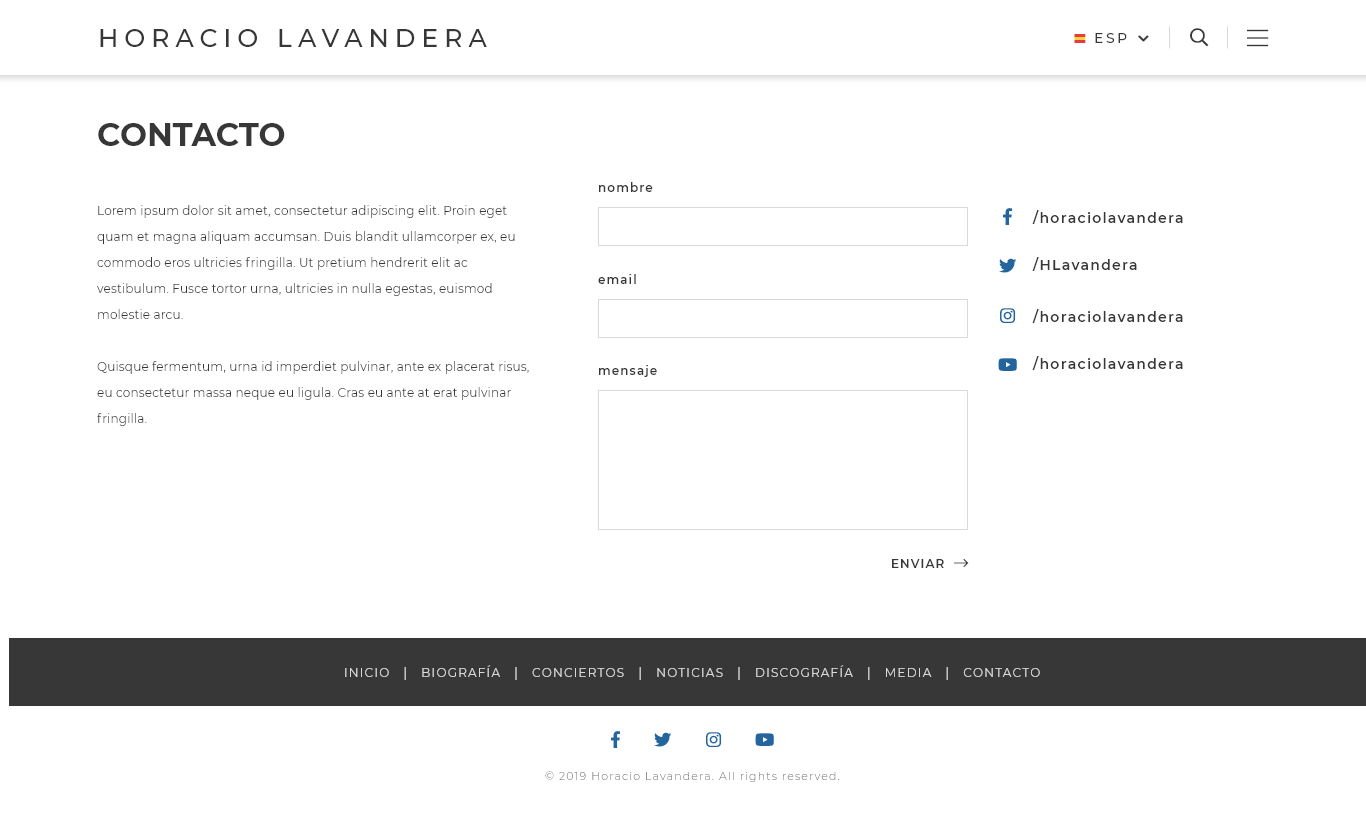 HORACIO LAVANDERA
ESP
CONTACTO
Lorem ipsum dolor sit amet, consectetur adipiscing elit. Proin eget
quam et magna aliquam accumsan. Duis blandit ullamcorper ex, eu
commodo eros ultricies fringilla. Ut pretium hendrerit elit ac
vestibulum. Fusce tortor urna, ultricies in nulla egestas, euismod
molestie arcu.
Quisque fermentum, urna id imperdiet pulvinar, ante ex placerat risus,
eu consectetur massa neque eu ligula. Cras eu ante at erat pulvinar
fringilla.
nombre
email
mensaje
ENVIAR
/horaciolavandera
/HLavandera
/horaciolavandera
/horaciolavandera
INICIO | BIOGRAFÍA | CONCIERTOS | NOTICIAS | DISCOGRAFÍA | MEDIA | CONTACTO
© 2019 Horacio Lavandera. All rights reserved.